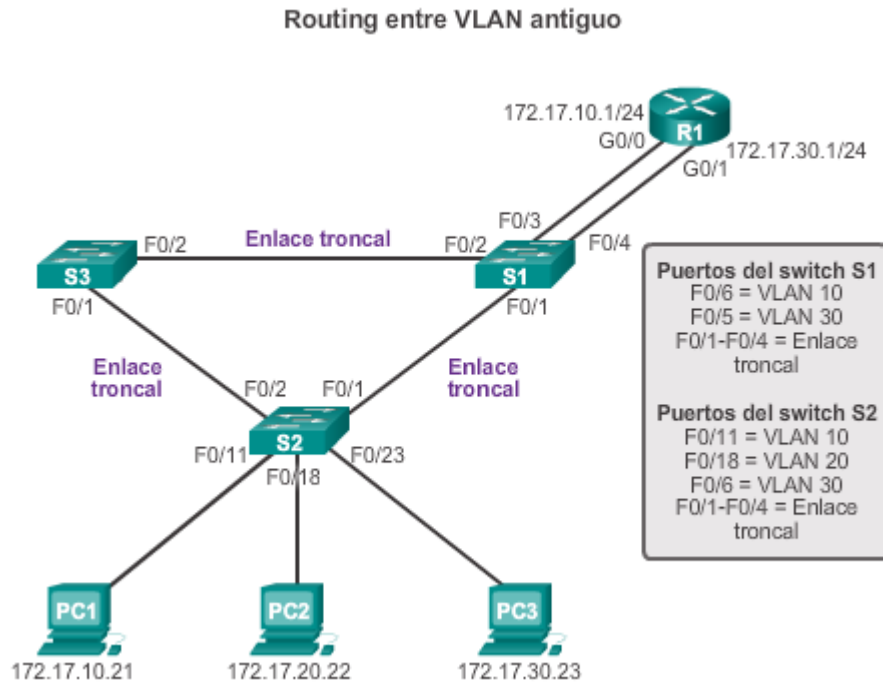 Routing entre VLAN antiguo
172.17.10.1/24
G0/0
R1
172.17.30.1/24
G0/1
F0/3
F0/2
Enlace troncal
F0/2
F0/4
S3
S1
F0/1
F0/1
Enlace
troncal
Enlace
troncal
F0/2
F0/1
S2
F0/11
F0/18
F0/23
PC1
PC2
PC3
172.17.10.21
172.17.20.22
172.17.30.23
Puertos del switch S1
F0/6 = VLAN 10
F0/5 = VLAN 30
F0/1-F0/4 = Enlace
troncal
Puertos del switch S2
F0/11 = VLAN 10
F0/18 = VLAN 20
F0/6 = VLAN 30
F0/1-F0/4 = Enlace
troncal